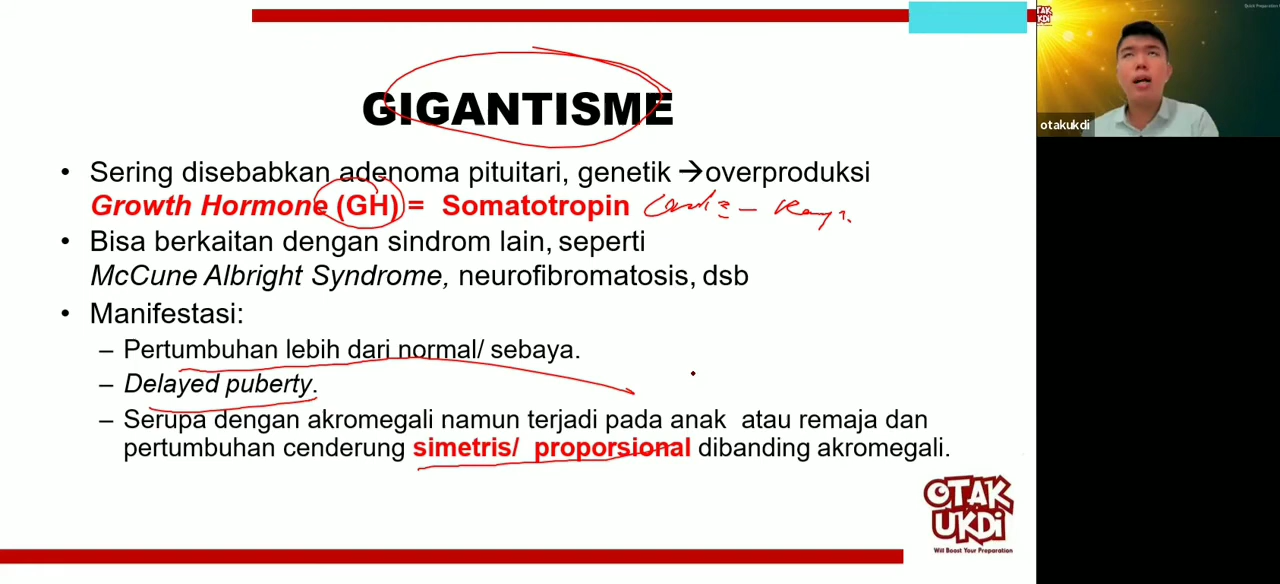 GIGANTISME
• Sering disebabkan adenoma pituitari, genetik →overproduksi
Growth Hormone (GH) = Somatotropin
• Bisa berkaitan dengan sindrom lain, seperti
McCune Albright Syndrome, neurofibromatosis, dsb
• Manifestasi:
– Pertumbuhan lebih dari normal/ sebaya.
– Delayed puberty.
– Serupa dengan akromegali namun terjadi pada anak atau remaja dan
pertumbuhan cenderung simetris/ proporsional dibanding akromegali.
OTAK
UKDI
Will Boost Your Preparation
otakukdi